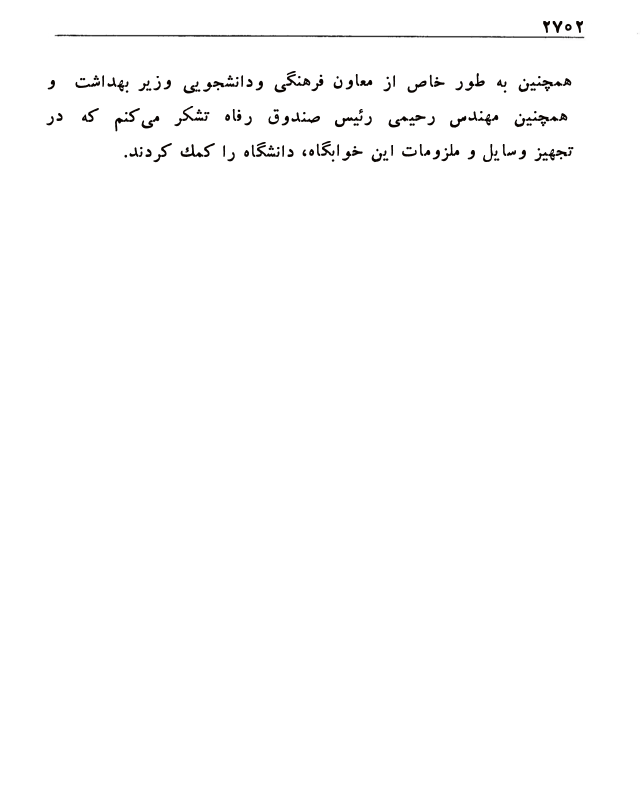 ۲۷۰۲
همچنین به طور خاص از معاون فرهنگی ودانشجویی وزیر بهداشت و
همچنین مهندس رحیمی رئیس صندوق رفاه تشکر می‌کنم که در
تجهیز وسایل و ملزومات این خوابگاه، دانشگاه را کمك کردند.